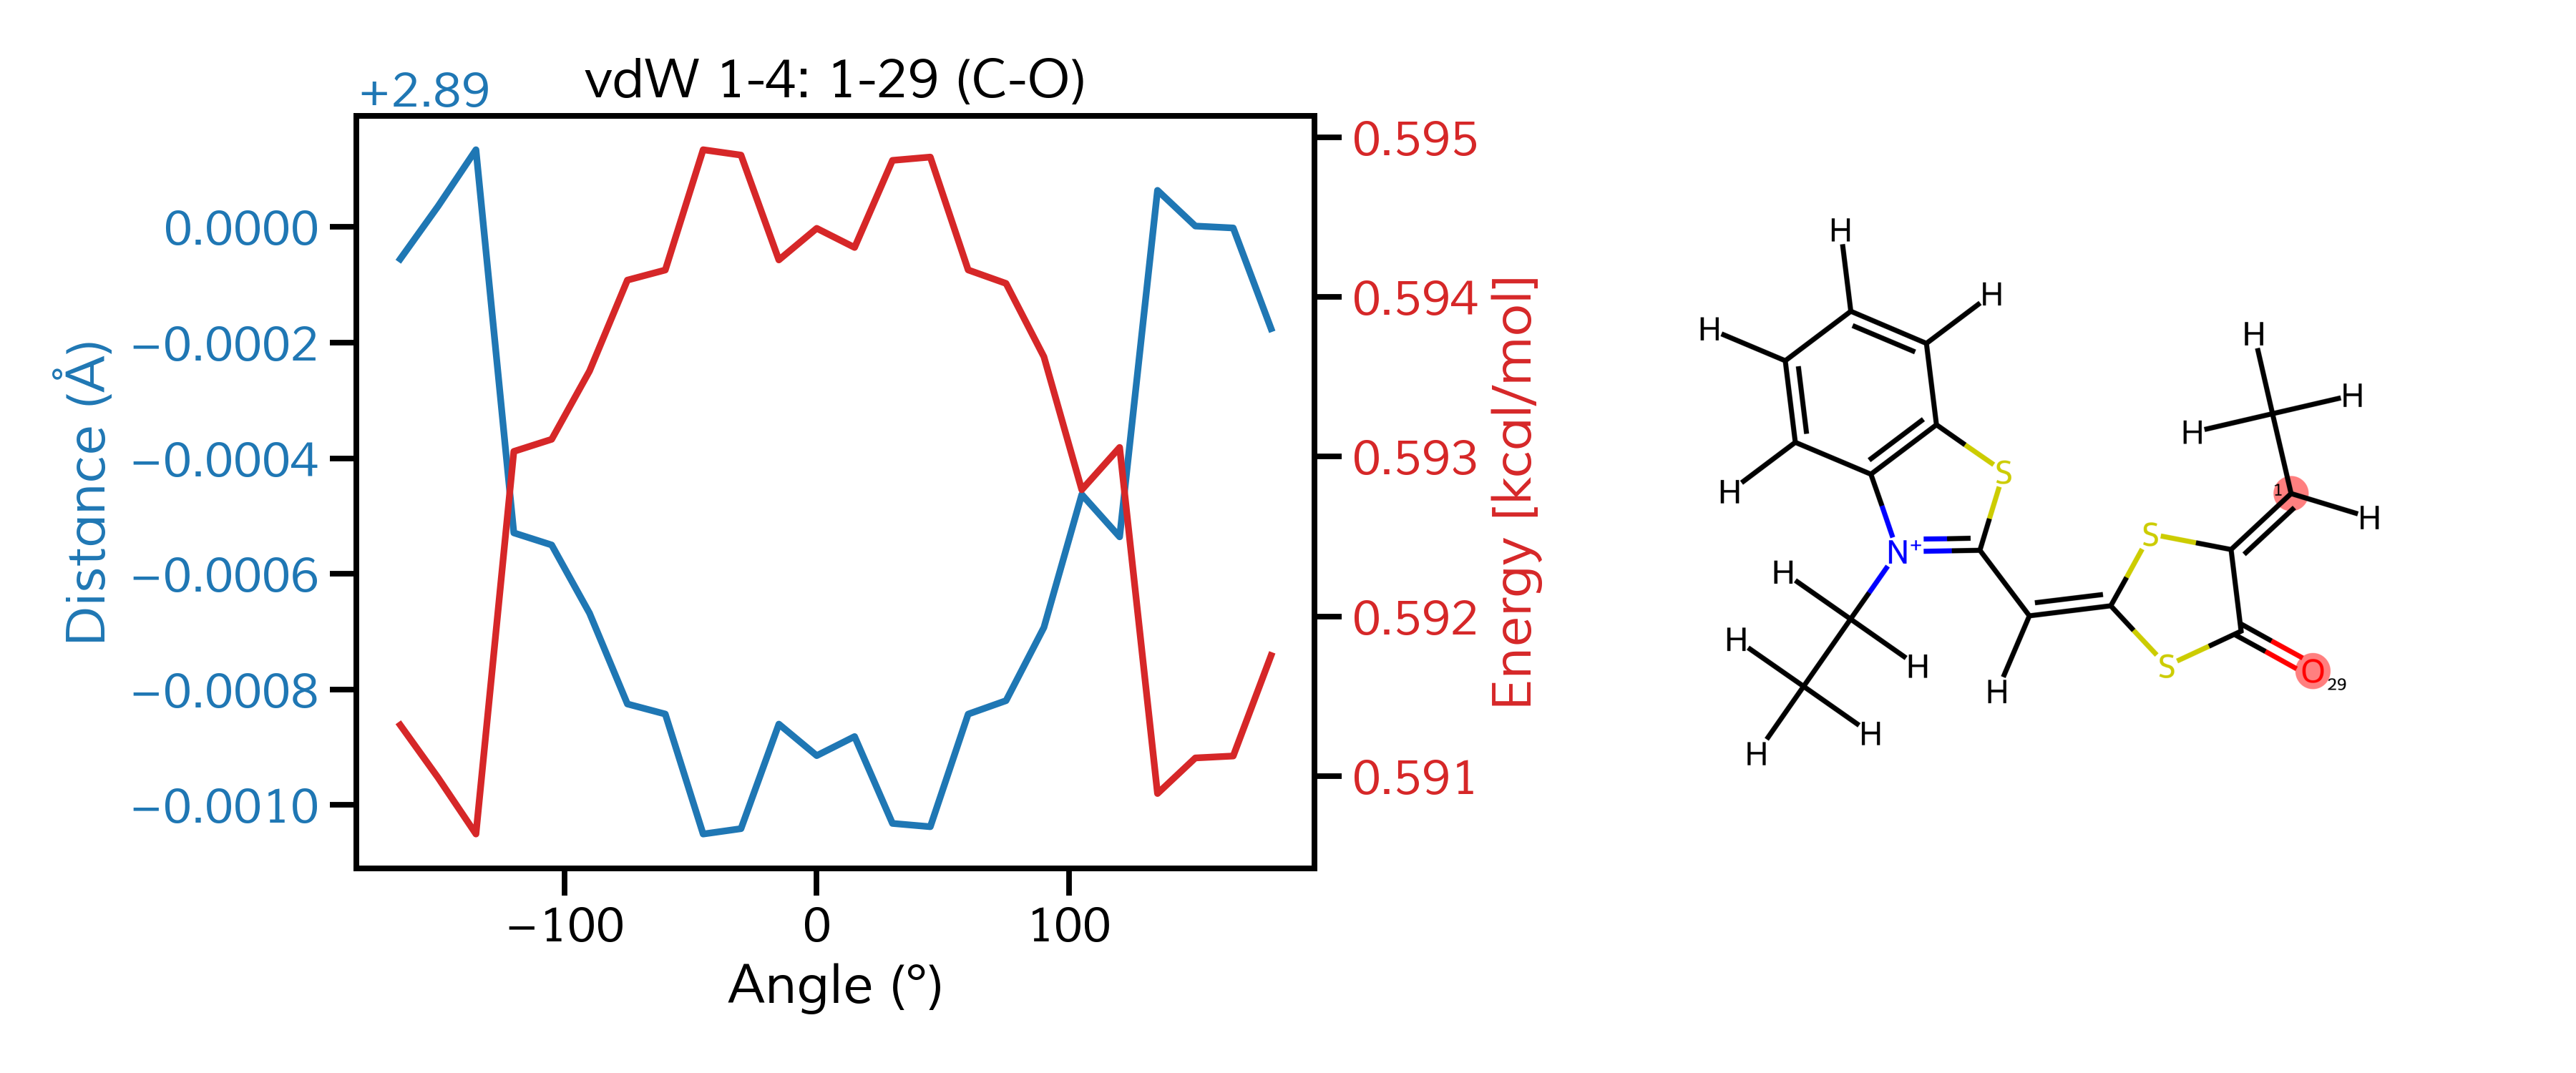 vdW 1-4: 1-29 (C-O)
+2.89
0.0000
−0.0002
−0.0004
−0.0006
−0.0008
−0.0010
Distance (Å)
0.595
0.594
0.593
0.592
0.591
Energy [kcal/mol]
−100 0 100
Angle (°)
H
H
H
H
H
H
H
S
1
H
H
S
N+
H
H
H
S
O
29
H
H
H